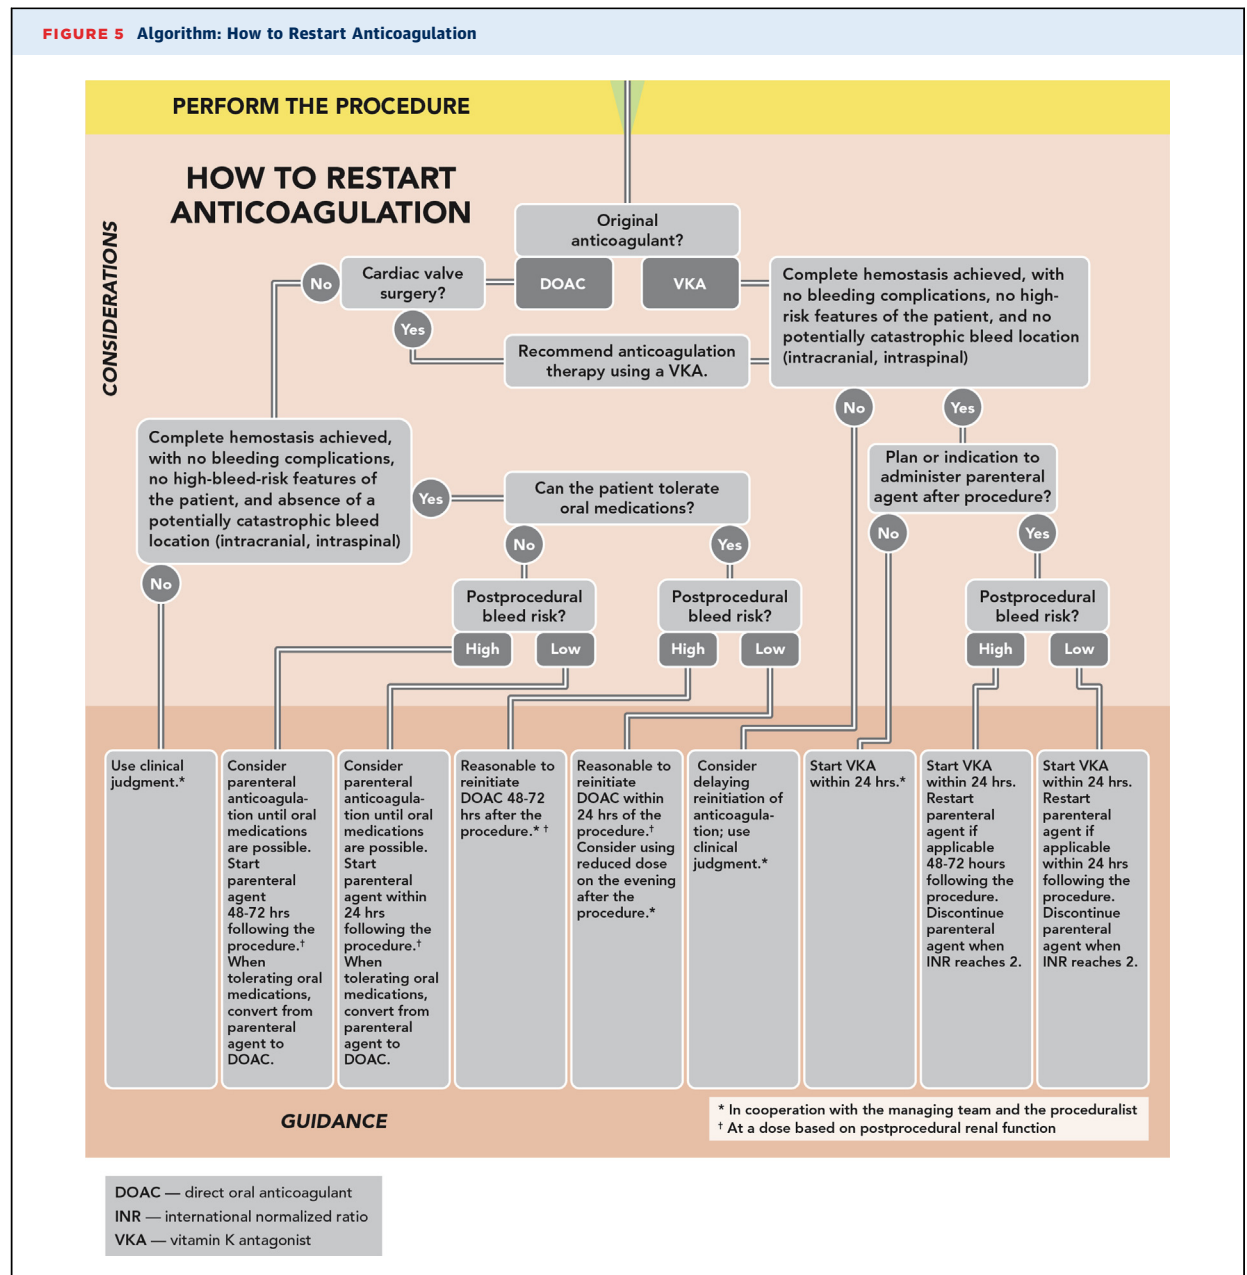 FIGURE 5 Algorithm: How to Restart Anticoagulation
PERFORM THE PROCEDURE
HOW TO RESTART
ANTICOAGULATION
CONSIDERATIONS
Original
anticoagulant?
DOAC
VKA
Cardiac valve
surgery?
No
Yes
Recommend anticoagulation
therapy using a VKA.
Complete hemostasis achieved, with
no bleeding complications, no high-
risk features of the patient, and no
potentially catastrophic bleed location
(intracranial, intraspinal)
No
Yes
Complete hemostasis achieved,
with no bleeding complications,
no high-bleed-risk features of
the patient, and absence of a
potentially catastrophic bleed
location (intracranial, intraspinal)
Yes
No
Can the patient tolerate
oral medications?
No
Yes
Plan or indication to
administer parenteral
agent after procedure?
No
Yes
Postprocedural
bleed risk?
High
Low
Postprocedural
bleed risk?
High
Low
Postprocedural
bleed risk?
High
Low
Use clinical
judgment.*
Consider
parenteral
anticoagula-
tion until oral
medications
are possible.
Start
parenteral
agent
48-72 hrs
following the
procedure.†
When
tolerating oral
medications,
convert from
parenteral
agent to
DOAC.
Consider
parenteral
anticoagula-
tion until oral
medications
are possible.
Start
parenteral
agent within
24 hrs
following the
procedure.†
When
tolerating oral
medications,
convert from
parenteral
agent to
DOAC.
Reasonable to
reinitiate
DOAC 48-72
hrs after the
procedure.* †
Reasonable to
reinitiate
DOAC within
24 hrs of the
procedure.†
Consider using
reduced dose
on the evening
after the
procedure.*
Consider
delaying
reinitiation of
anticoagula-
tion; use
clinical
judgment.*
Start VKA
within 24 hrs.*
Start VKA
within 24 hrs.
Restart
parenteral
agent if
applicable
48-72 hours
following the
procedure.
Discontinue
parenteral
agent when
INR reaches 2.
Start VKA
within 24 hrs.
Restart
parenteral
agent if
applicable
within 24 hrs
following the
procedure.
Discontinue
parenteral
agent when
INR reaches 2.
GUIDANCE
* In cooperation with the managing team and the proceduralist
† At a dose based on postprocedural renal function
DOAC — direct oral anticoagulant
INR — international normalized ratio
VKA — vitamin K antagonist